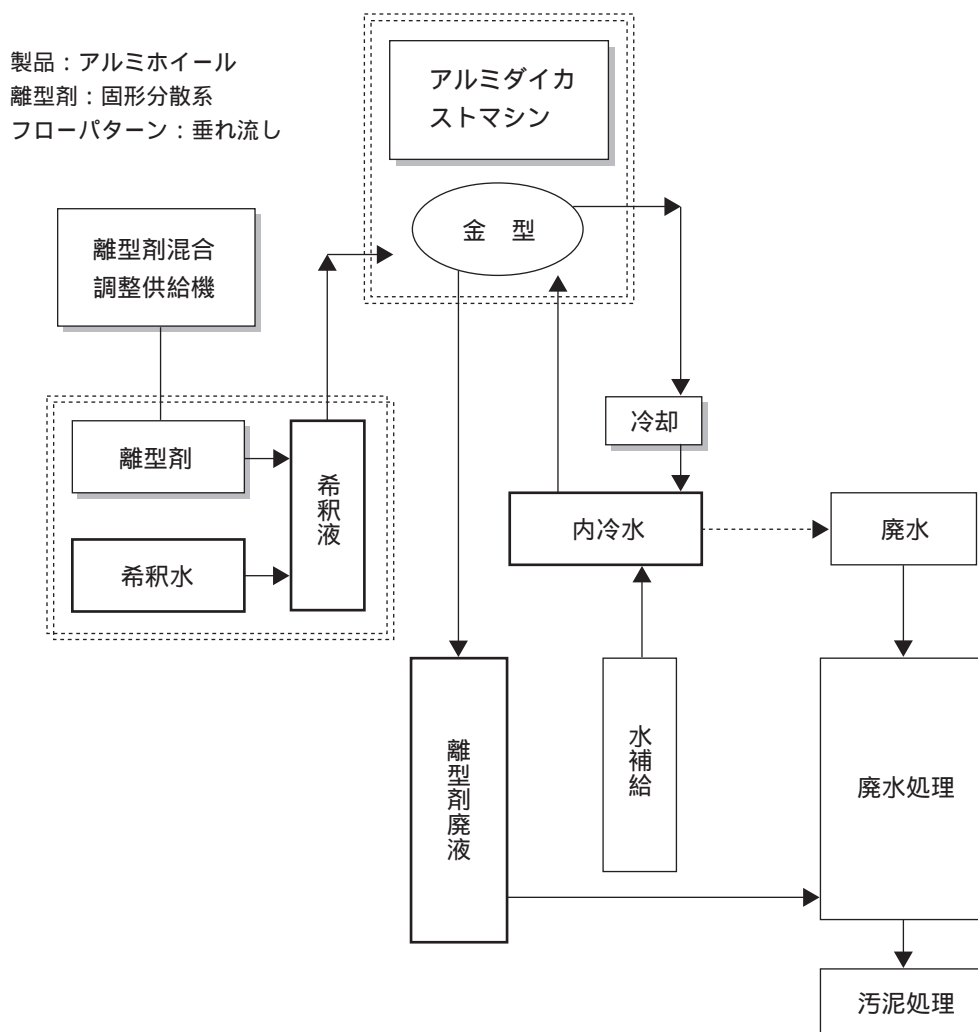 製品：アルミホイール
離型剤：固形分散系
フローパターン：垂れ流し
アルミダイカ
ストマシン
金　型
離型剤混合
調整供給機
離型剤
希釈水
希釈液
冷却
内冷水
廃水
離型剤廃液
水補給
廃水処理
汚泥処理